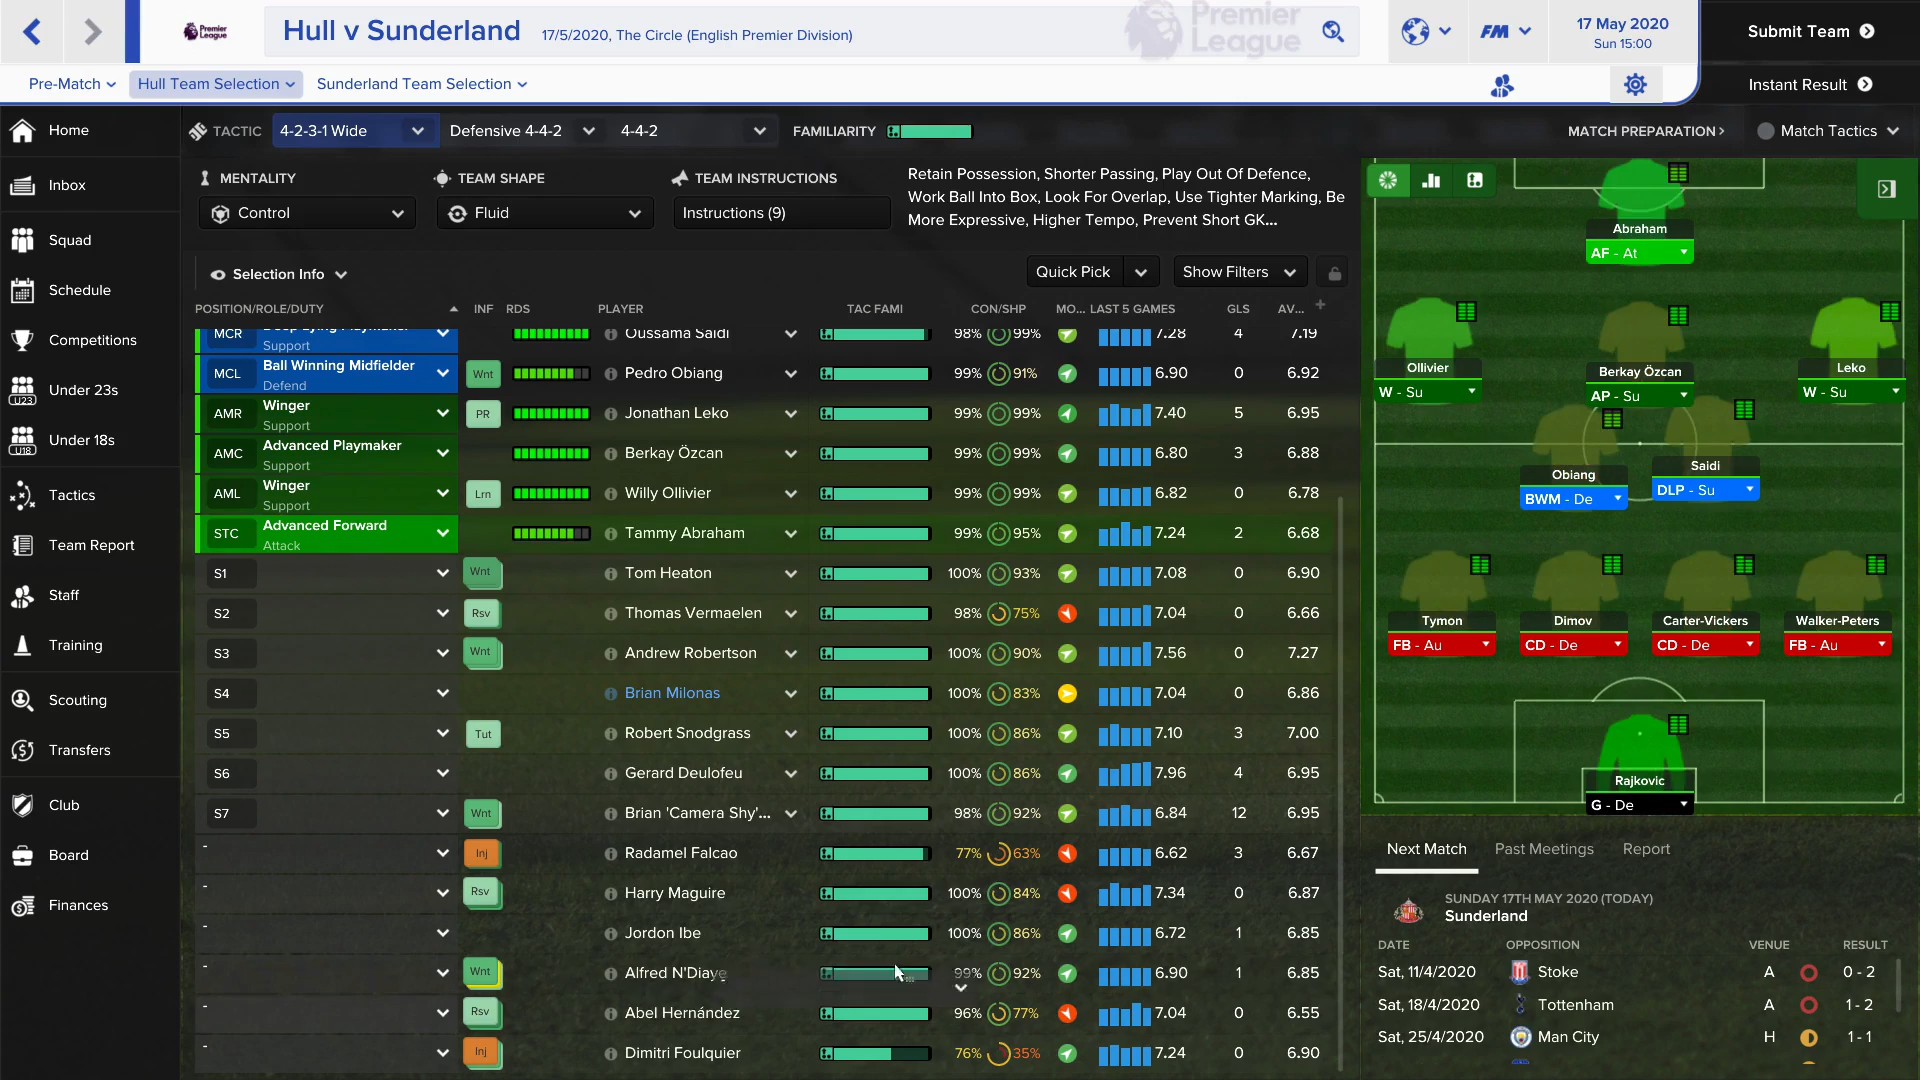 Premier League
Hull v Sunderland
17/5/2020, The Circle (English Premier Division)
Premier League
FM
17 May 2020
Sun 15:00
Submit Team
Pre-Match
Hull Team Selection
Sunderland Team Selection
Instant Result
Home
Inbox
Squad
Schedule
Competitions
U23 Under 23s
U18 Under 18s
Tactics
Team Report
Staff
Training
Scouting
Transfers
Club
Board
Finances
TACTIC 4-2-3-1 Wide Defensive 4-4-2 4-4-2 FAMILIARITY
MATCH PREPARATION> Match Tactics
MENTALITY TEAM SHAPE TEAM INSTRUCTIONS
Control Fluid Instructions (9)
Retain Possession, Shorter Passing, Play Out Of Defence,
Work Ball Into Box, Look For Overlap, Use Tighter Marking, Be
More Expressive, Higher Tempo, Prevent Short GK...
Selection Info Quick Pick Show Filters
POSITION/ROLE/DUTY INF RDS PLAYER TAC FAMI CON/SHP MO... LAST 5 GAMES GLS AV...
MCR Deep Lying Playmaker Support Oussama Saidi 98% 99% 7.28 4 7.19
MCL Ball Winning Midfielder Defend Wnt Pedro Obiang 99% 91% 6.90 0 6.92
AMR Winger Support PR Jonathan Leko 99% 99% 7.40 5 6.95
AMC Advanced Playmaker Support Berkay Özcan 99% 99% 6.80 3 6.88
AML Winger Support Lrn Willy Ollivier 99% 99% 6.82 0 6.78
STC Advanced Forward Attack Tammy Abraham 99% 95% 7.24 2 6.68
S1 Wnt Tom Heaton 100% 93% 7.08 0 6.90
S2 Rsv Thomas Vermaelen 98% 75% 7.04 0 6.66
S3 Wnt Andrew Robertson 100% 90% 7.56 0 7.27
S4 Brian Milonas 100% 83% 7.04 0 6.86
S5 Tut Robert Snodgrass 100% 86% 7.10 3 7.00
S6 Gerard Deulofeu 100% 86% 7.96 4 6.95
S7 Wnt Brian 'Camera Shy'... 98% 92% 6.84 12 6.95
- Inj Radamel Falcao 77% 63% 6.62 3 6.67
- Rsv Harry Maguire 100% 84% 7.34 0 6.87
- Jordon Ibe 100% 86% 6.72 1 6.85
- Wnt Alfred N'Diaye 99% 92% 6.90 1 6.85
- Rsv Abel Hernández 96% 77% 7.04 0 6.55
- Inj Dimitri Foulquier 76% 35% 7.24 0 6.90
Abraham
AF - At
Ollivier Berkay Özcan Leko
W - Su AP - Su W - Su
Obiang Saidi
BWM - De DLP - Su
Tymon Dimov Carter-Vickers Walker-Peters
FB - Au CD - De CD - De FB - Au
Rajkovic
G - De
Next Match Past Meetings Report
SUNDAY 17TH MAY 2020 (TODAY)
Sunderland
DATE OPPOSITION VENUE RESULT
Sat, 11/4/2020 Stoke A 0 - 2
Sat, 18/4/2020 Tottenham A 1 - 2
Sat, 25/4/2020 Man City H 1 - 1